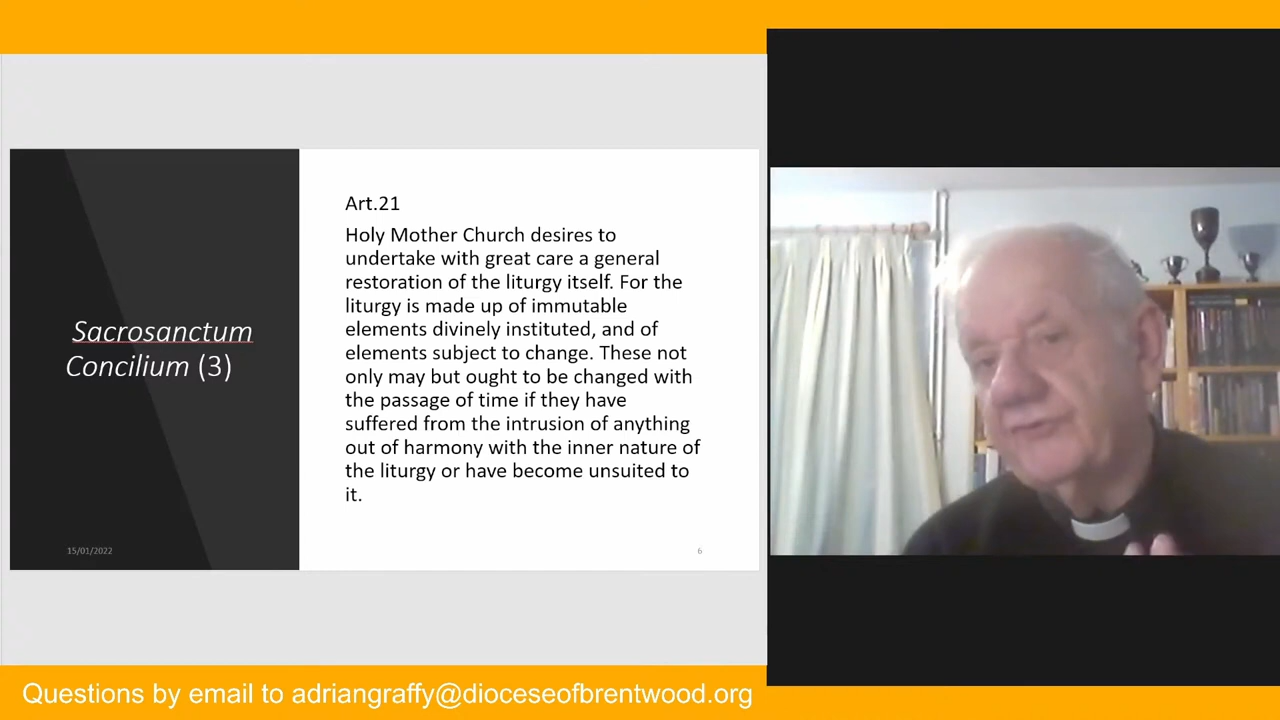 Sacrosanctum
Concilium (3)
15/01/2022
Art.21
Holy Mother Church desires to
undertake with great care a general
restoration of the liturgy itself. For the
liturgy is made up of immutable
elements divinely instituted, and of
elements subject to change. These not
only may but ought to be changed with
the passage of time if they have
suffered from the intrusion of anything
out of harmony with the inner nature of
the liturgy or have become unsuited to
it.
6
Questions by email to adriangraffy@dioceseofbrentwood.org